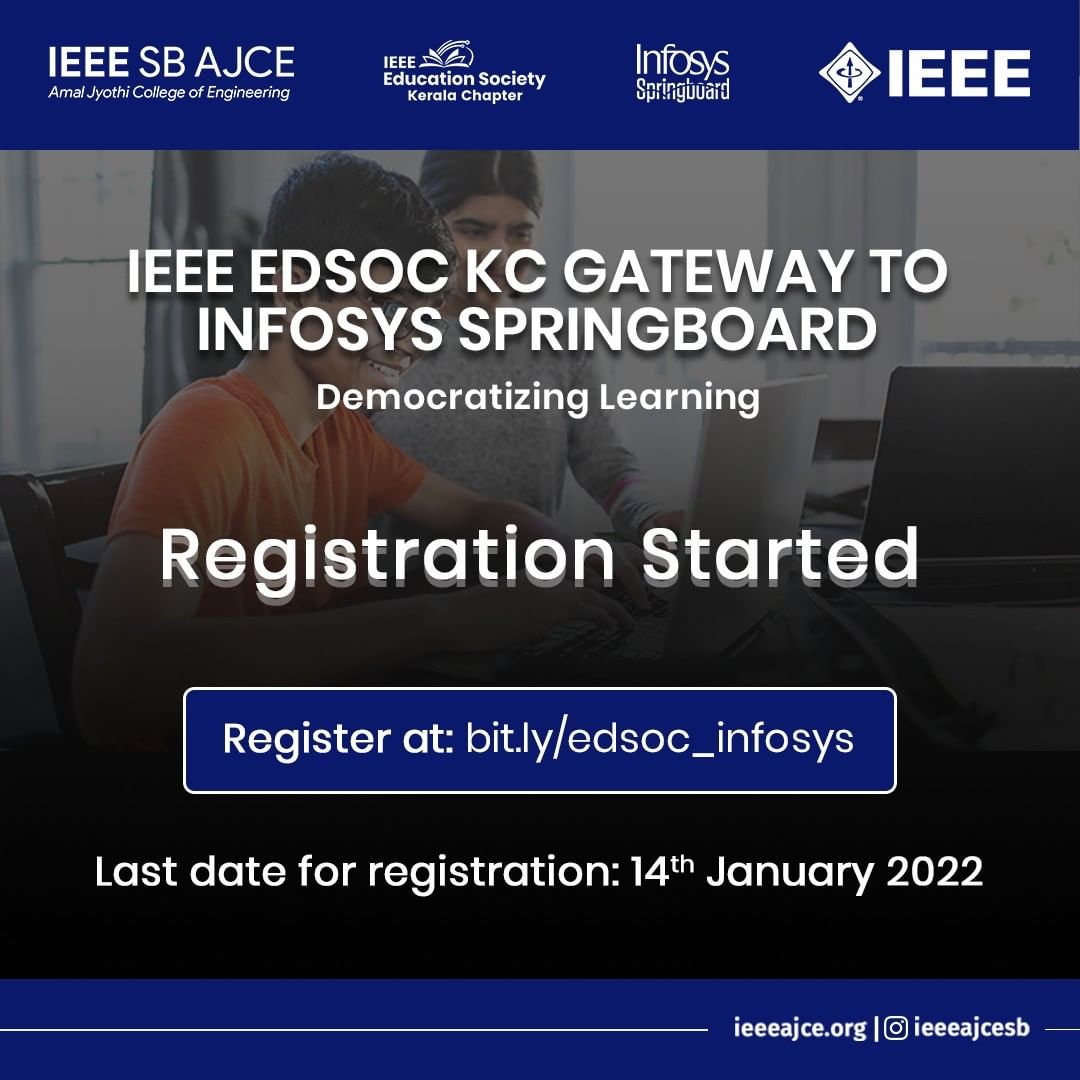 IEEE SB AJCE
Amal Jyothi College of Engineering
IEEE
Education Society
Kerala Chapter
Infosys
Springboard
IEEE
IEEE EDSOC KC GATEWAY TO
INFOSYS SPRINGBOARD
Democratizing Learning
Registration Started
Register at: bit.ly/edsoc_infosys
Last date for registration: 14th January 2022
ieeeajce.org | ieeeajcesb